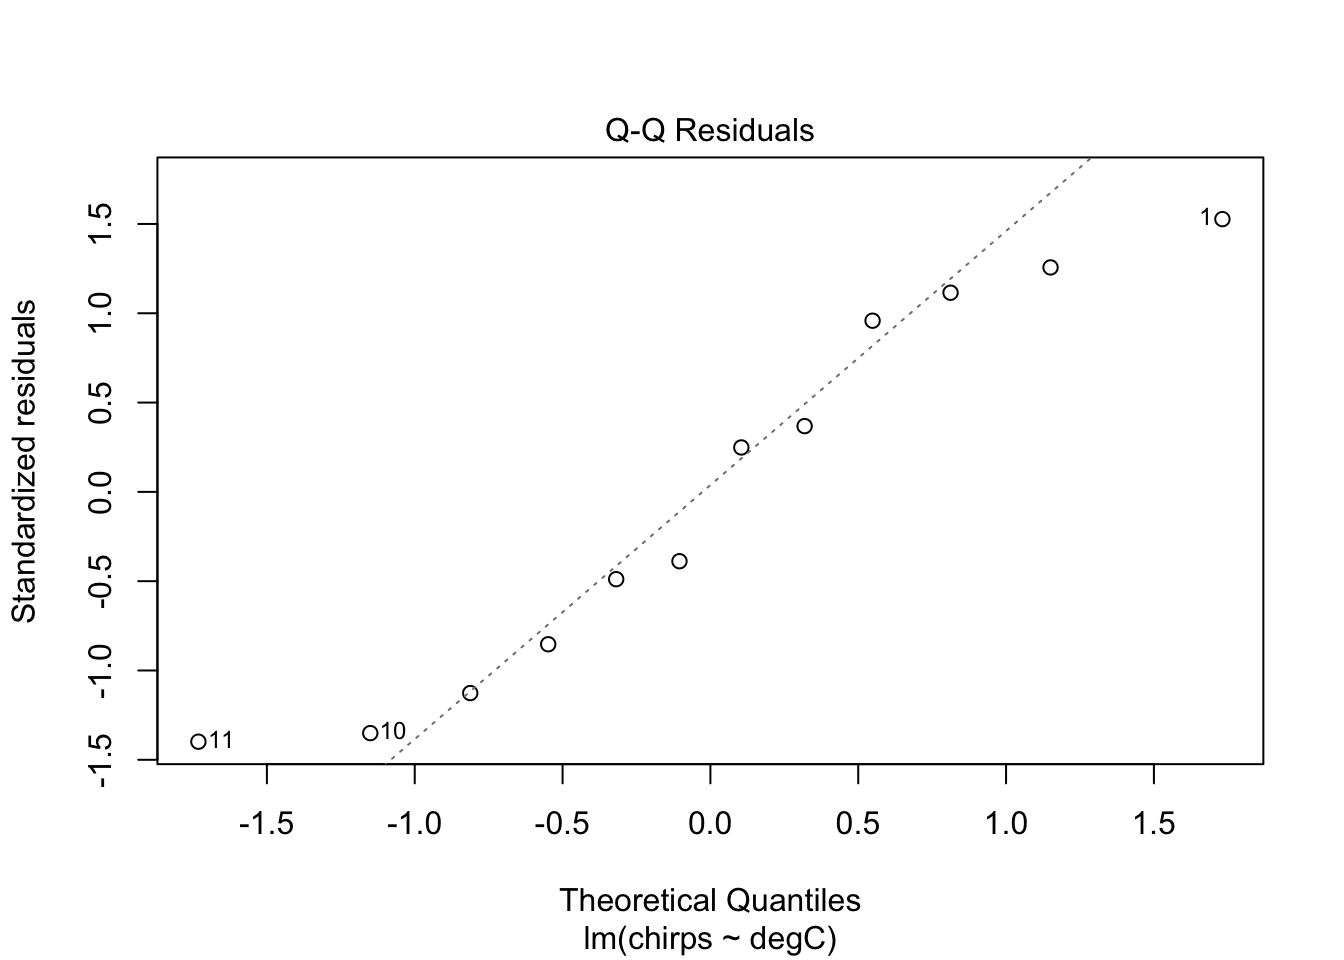 Q-Q Residuals
Standardized residuals
1.5
1.0
0.5
0.0
-0.5
-1.0
-1.5
1
10
11
-1.5 -1.0 -0.5 0.0 0.5 1.0 1.5
Theoretical Quantiles
lm(chirps ~ degC)